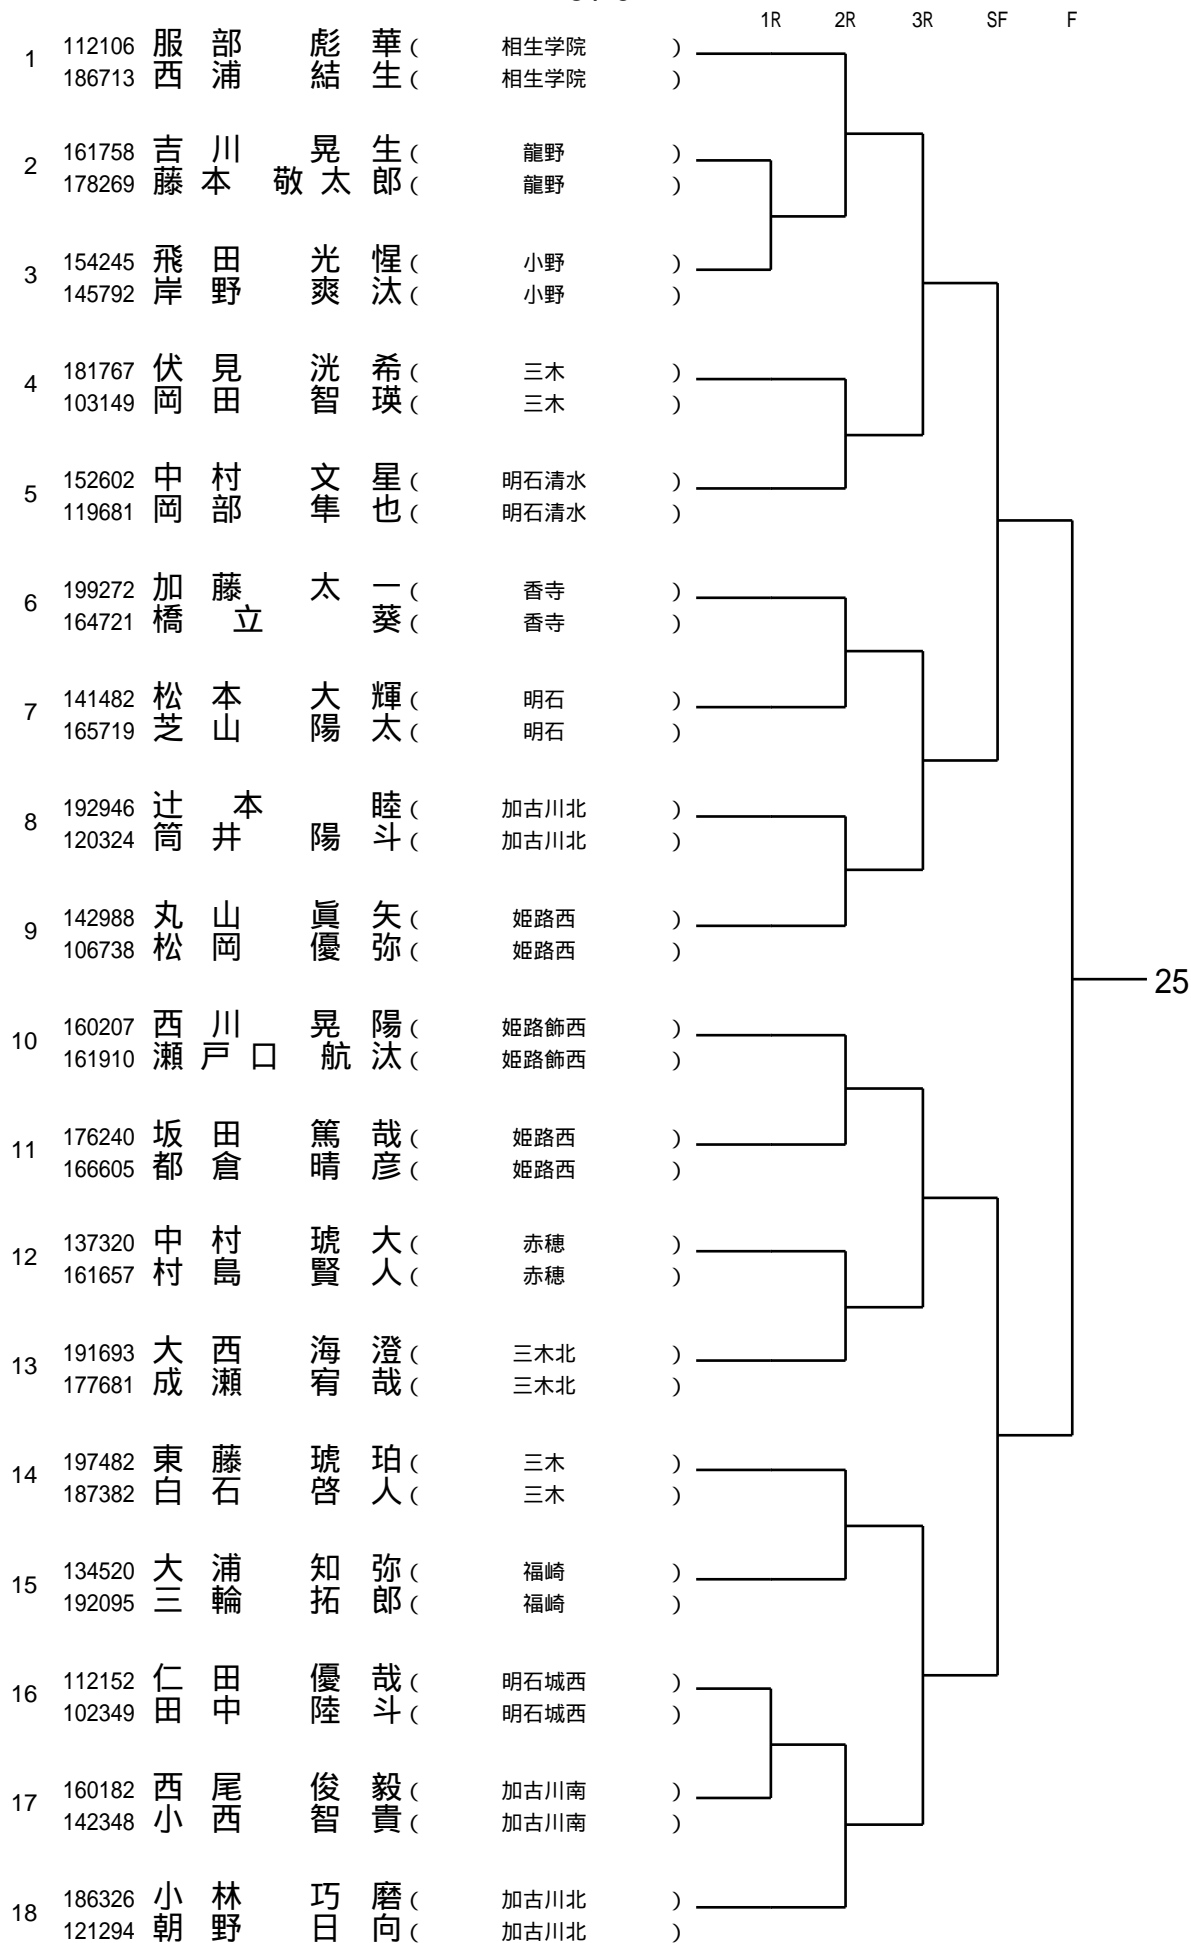 1R 2R 3R SF F
1 112106 服部 彪華 ( 相生学院 )
186713 西浦 結生 ( 相生学院 )
2 161758 吉川 晃生 ( 龍野 )
178269 藤本 敬太郎 ( 龍野 )
3 154245 飛田 光惺 ( 小野 )
145792 岸野 爽汰 ( 小野 )
4 181767 伏見 洸希 ( 三木 )
103149 岡田 智瑛 ( 三木 )
5 152602 中村 文星 ( 明石清水 )
119681 岡部 隼也 ( 明石清水 )
6 199272 加藤 太一 ( 香寺 )
164721 橋立 葵 ( 香寺 )
7 141482 松本 大輝 ( 明石 )
165719 芝山 陽太 ( 明石 )
8 192946 辻本 睦 ( 加古川北 )
120324 筒井 陽斗 ( 加古川北 )
9 142988 丸山 眞矢 ( 姫路西 )
106738 松岡 優弥 ( 姫路西 )
25
10 160207 西川 晃陽 ( 姫路飾西 )
161910 瀬戸口 航汰 ( 姫路飾西 )
11 176240 坂田 篤哉 ( 姫路西 )
166605 都倉 晴彦 ( 姫路西 )
12 137320 中村 琥大 ( 赤穂 )
161657 村島 賢人 ( 赤穂 )
13 191693 大西 海澄 ( 三木北 )
177681 成瀬 宥哉 ( 三木北 )
14 197482 東藤 琥珀 ( 三木 )
187382 白石 啓人 ( 三木 )
15 134520 大浦 知弥 ( 福崎 )
192095 三輪 拓郎 ( 福崎 )
16 112152 仁田 優哉 ( 明石城西 )
102349 田中 陸斗 ( 明石城西 )
17 160182 西尾 俊毅 ( 加古川南 )
142348 小西 智貴 ( 加古川南 )
18 186326 小林 巧磨 ( 加古川北 )
121294 朝野 日向 ( 加古川北 )